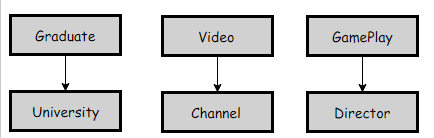 Graduate
Video
GamePlay
University
Channel
Director